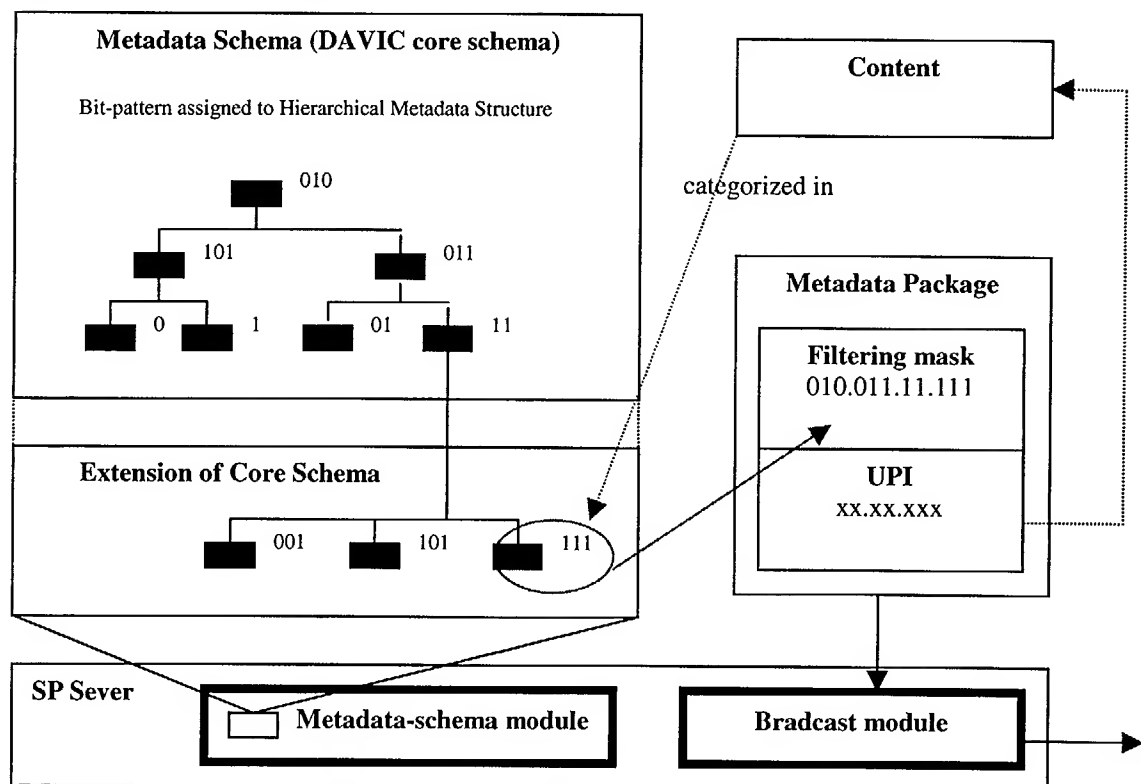 Metadata Schema (DAVIC core schema)
Bit-pattern assigned to Hierarchical Metadata Structure
010
101
011
0
1
01
11
Extension of Core Schema
001
101
111
Content
categorized in
Metadata Package
Filtering mask
010.011.11.111
UPI
xx.xx.xxx
SP Sever
Metadata-schema module
Bradcast module